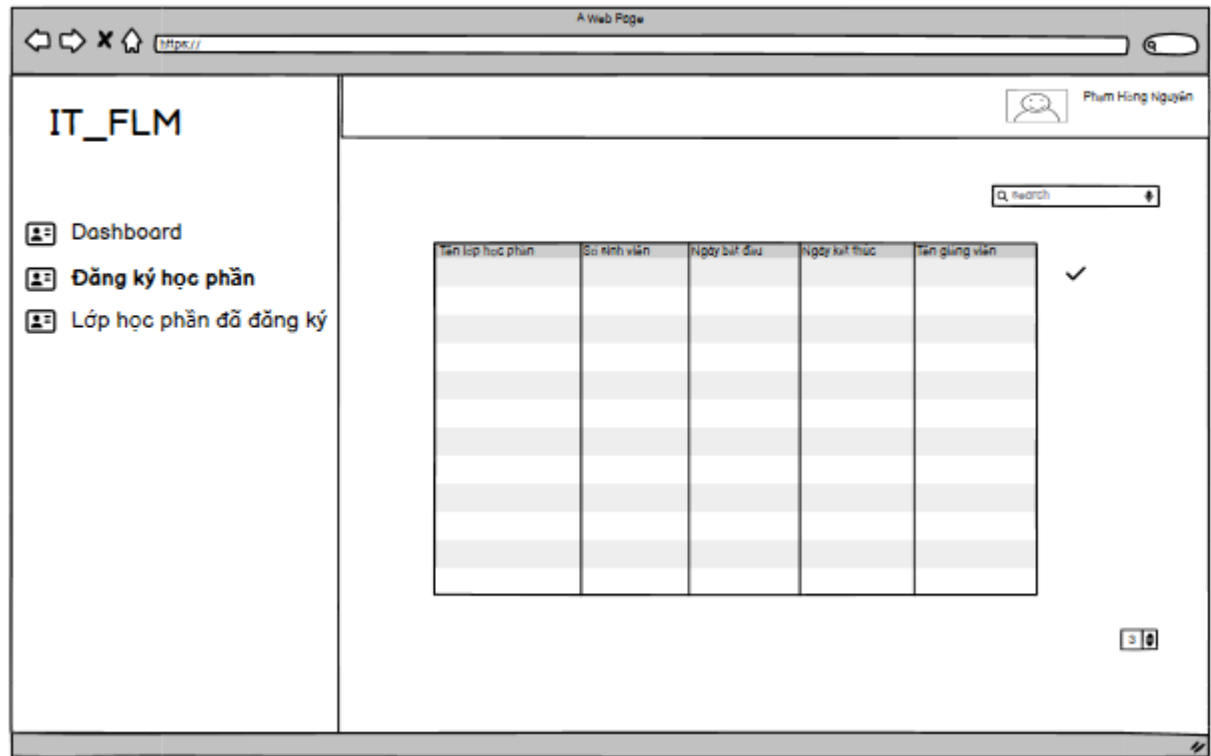 A Web Page
https://
IT_FLM
Phạm Hồng Nguyên
search
Dashboard
Đăng ký học phần
Lớp học phần đã đăng ký
Tên lớp học phần
Số sinh viên
Ngày bắt đầu
Ngày kết thúc
Tên giảng viên
3